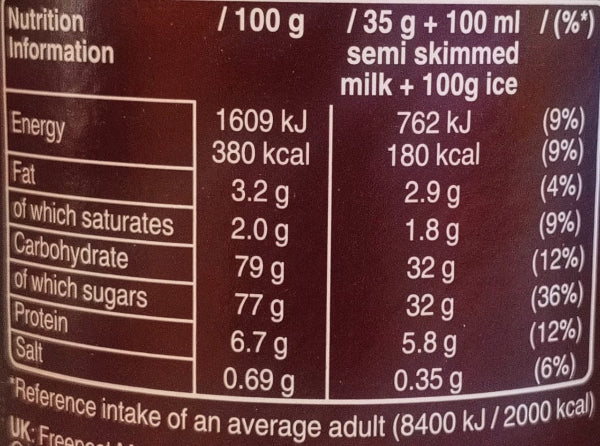 Nutrition Information / 100 g / 35 g + 100 ml semi skimmed milk + 100g ice / (%*)
Energy 1609 kJ 762 kJ (9%)
380 kcal 180 kcal (9%)
Fat 3.2 g 2.9 g (4%)
of which saturates 2.0 g 1.8 g (9%)
Carbohydrate 79 g 32 g (12%)
of which sugars 77 g 32 g (36%)
Protein 6.7 g 5.8 g (12%)
Salt 0.69 g 0.35 g (6%)
*Reference intake of an average adult (8400 kJ / 2000 kcal)
UK: